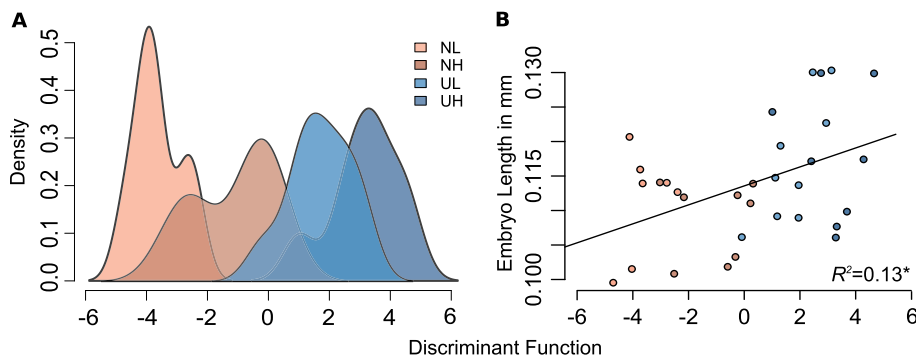 A
Density
0.0 0.1 0.2 0.3 0.4 0.5
-6 -4 -2 0 2 4 6
NL
NH
UL
UH
B
Embryo Length in mm
0.100 0.115 0.130
R²=0.13*
-6 -4 -2 0 2 4 6
Discriminant Function